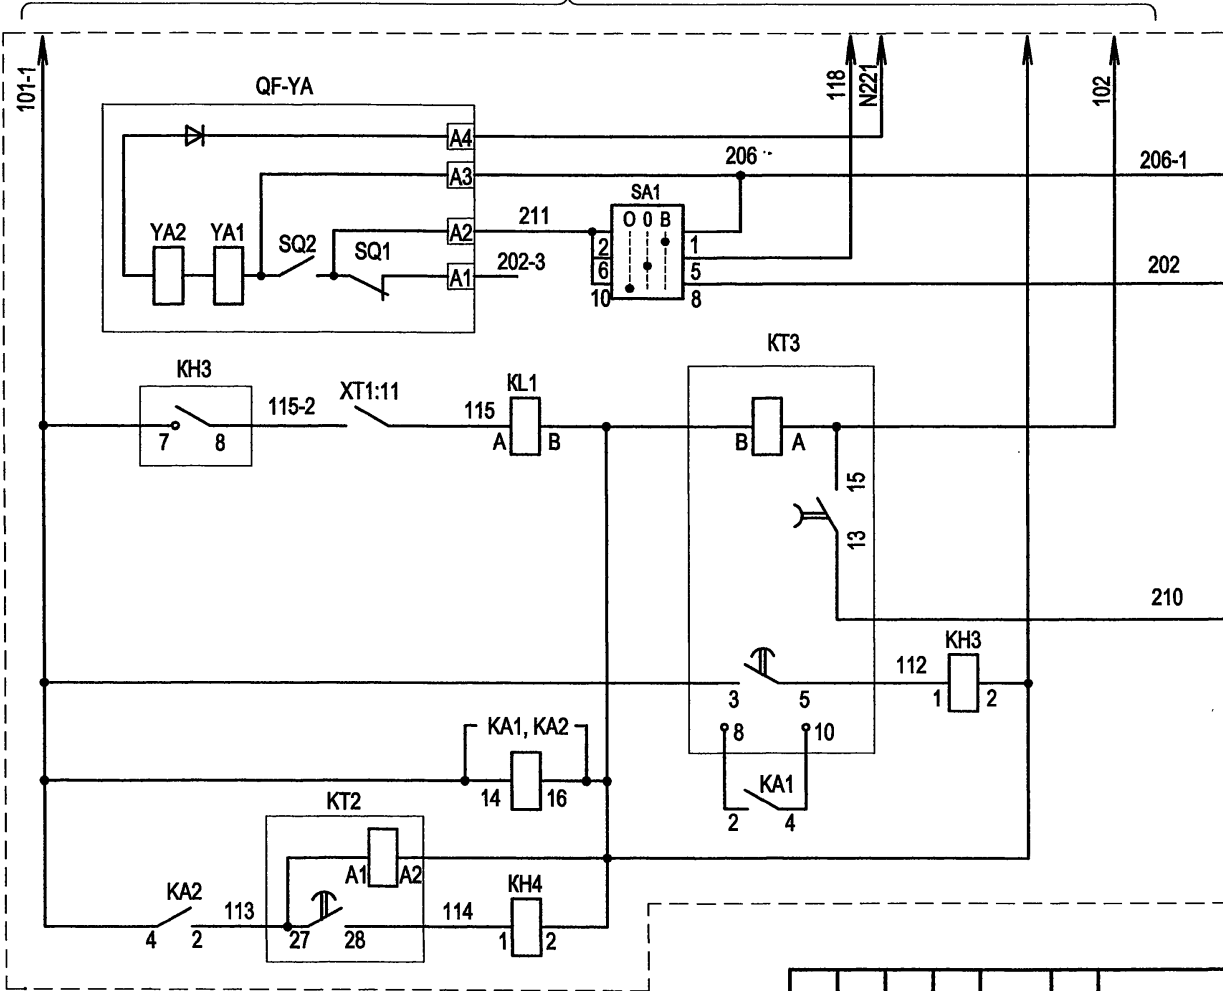 101-1
118
N221
102
QF-YA
A4
A3
206
206-1
SA1
O 0 B
YA2 YA1 SQ2 SQ1
A2
211
2 1
A1
202-3
6 5
202
10 8
KT3
KH3
115-2
XT1:11
115
KL1
7 8
A B
B A
15
13
210
KH3
112
3 5
1 2
8 10
KA1, KA2
14 16
KA1
2 4
KT2
A1 A2
KA2
113
114
KH4
4 2
27 28
1 2